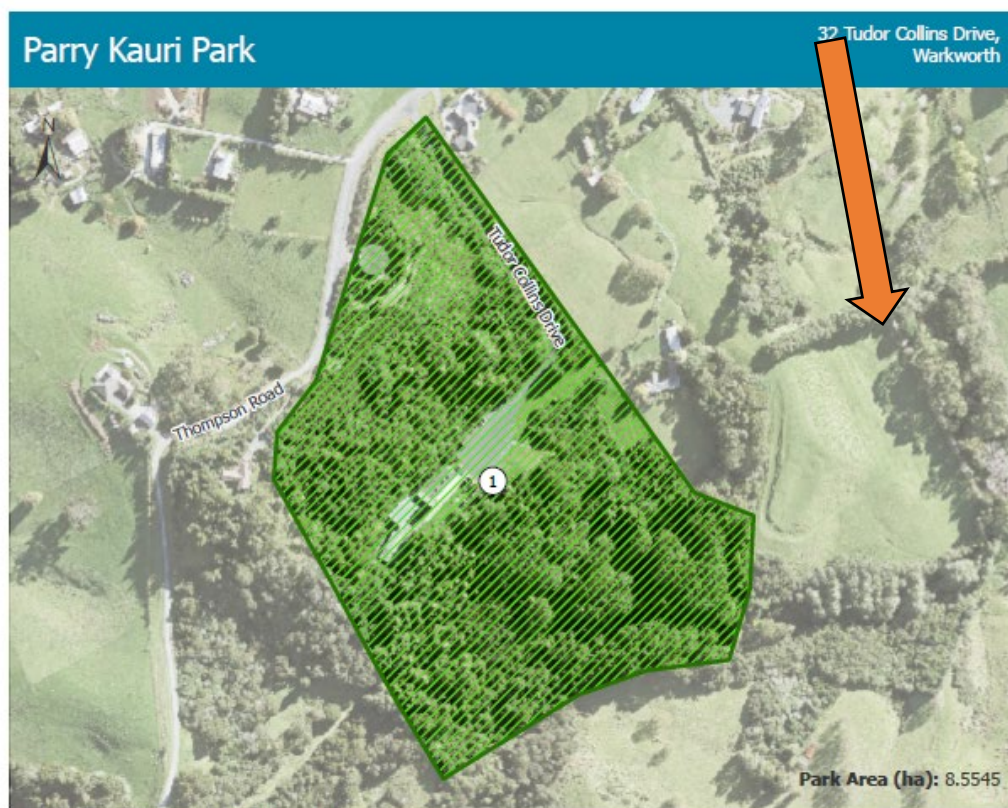 Parry Kauri Park
32 Tudor Collins Drive,
Warkworth
N
Tudor Collins Drive
Thompson Road
1
Park Area (ha): 8.5545